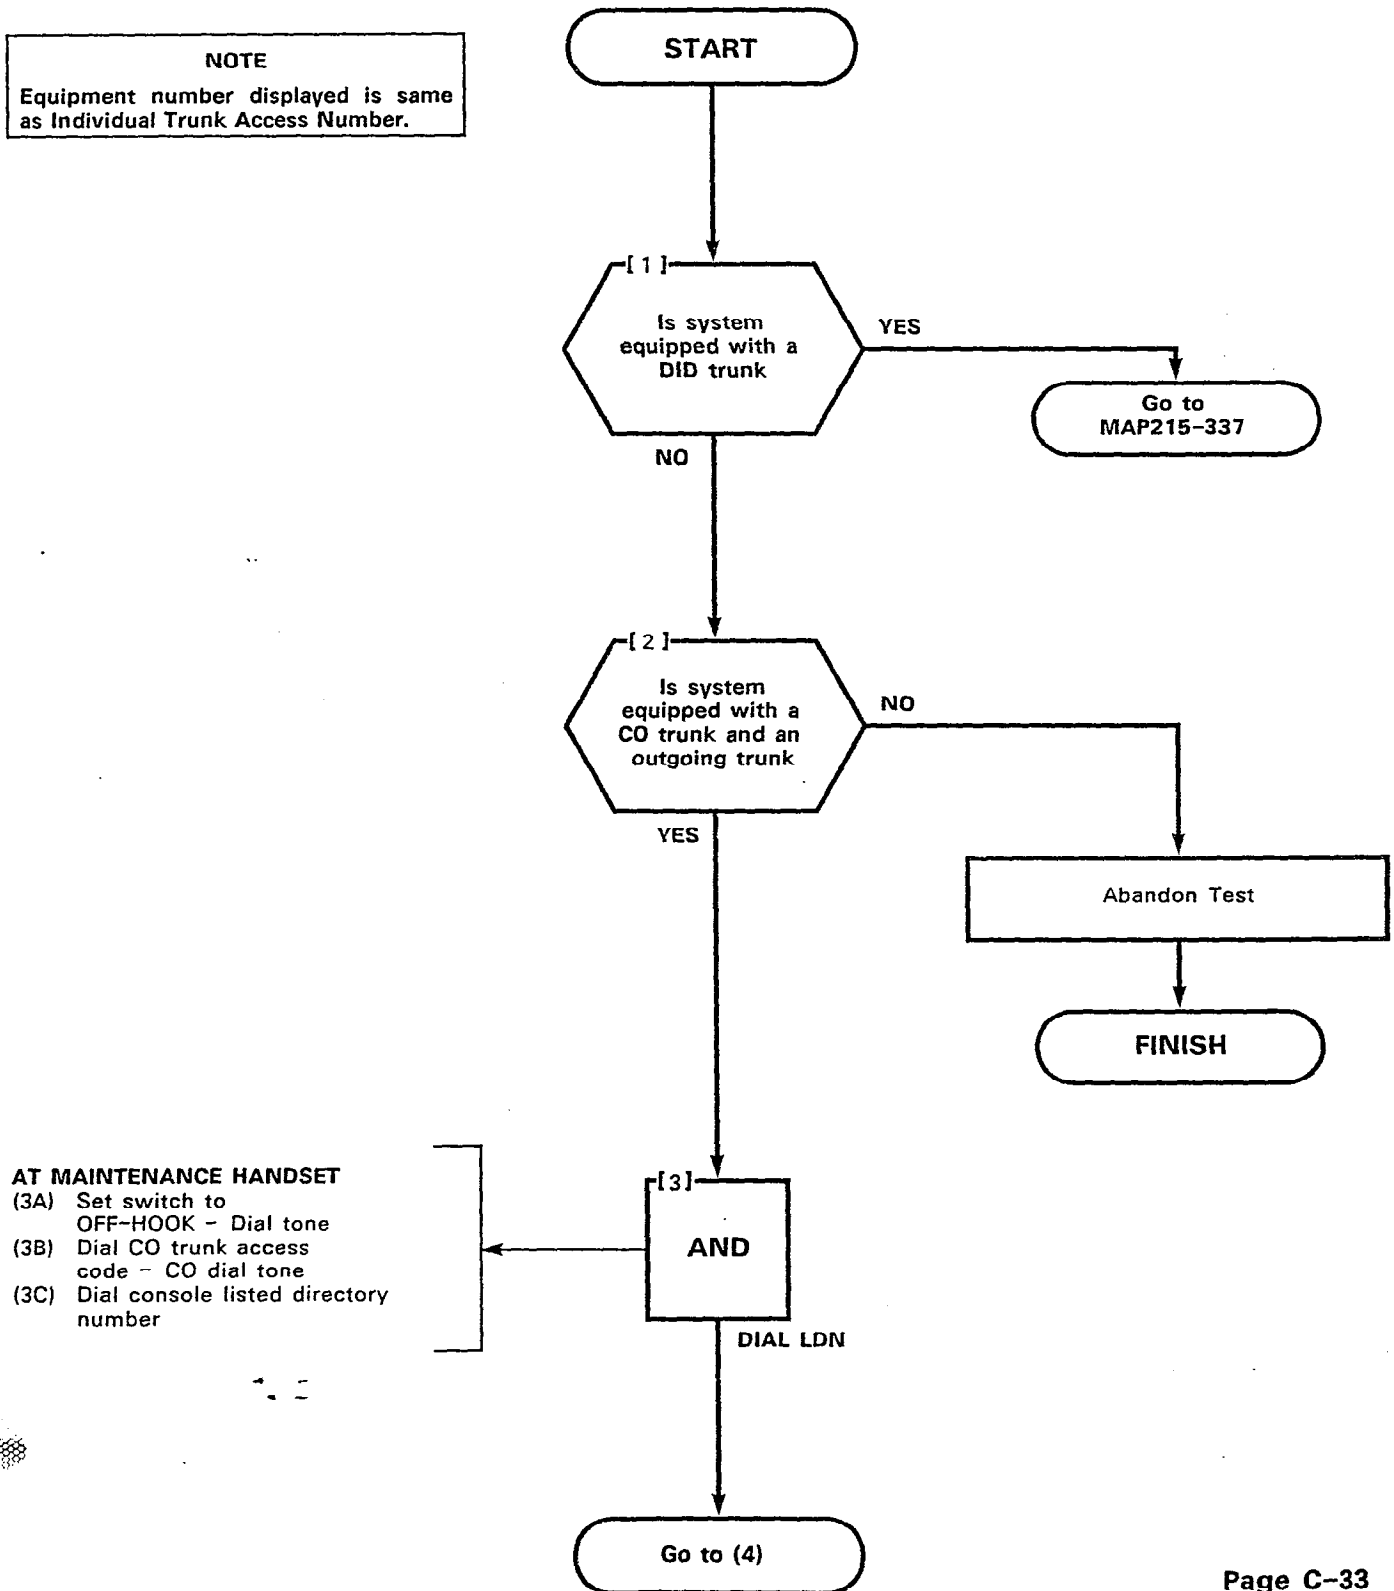 START
NOTE
Equipment number displayed is same
as Individual Trunk Access Number.
[ 1 ]
Is system
equipped with a
DID trunk
YES
Go to
MAP215-337
NO
[ 2 ]
Is system
equipped with a
CO trunk and an
outgoing trunk
NO
YES
Abandon Test
FINISH
AT MAINTENANCE HANDSET
(3A) Set switch to
OFF-HOOK - Dial tone
(3B) Dial CO trunk access
code - CO dial tone
(3C) Dial console listed directory
number
[3]
AND
DIAL LDN
Go to (4)
Page C-33